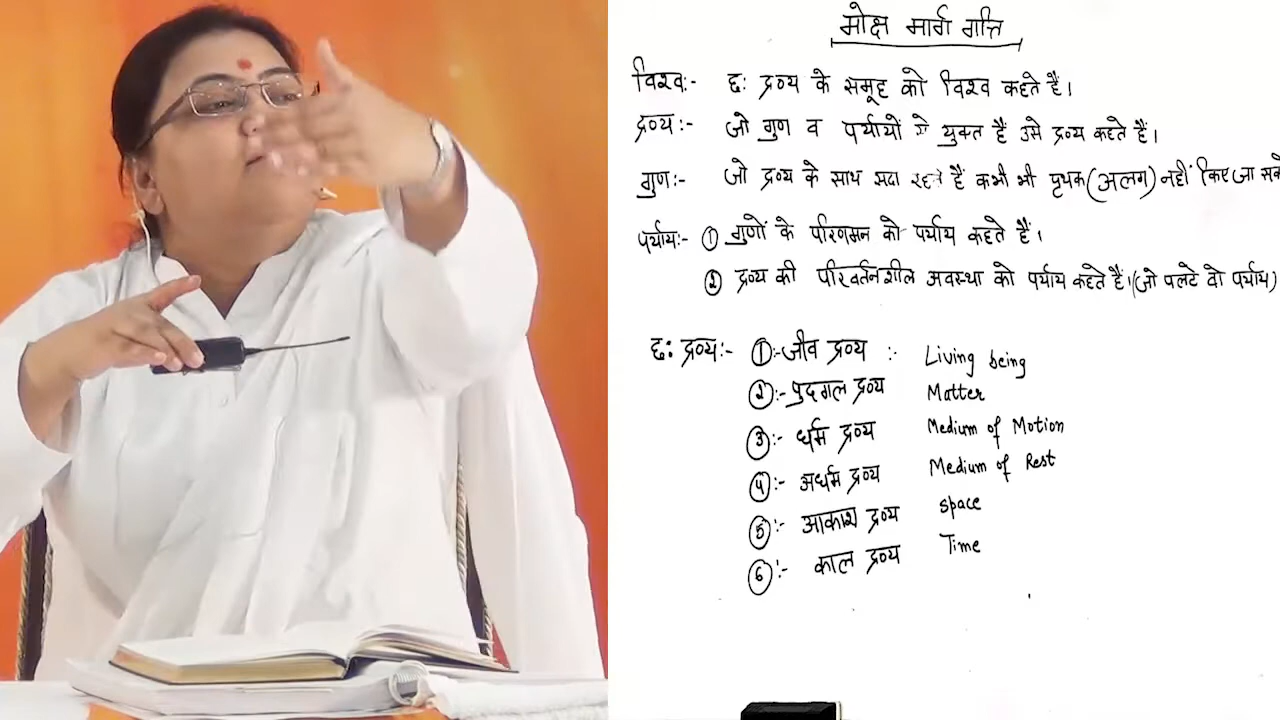 मोक्ष मार्ग गति
विश्व:- छ: द्रव्य के समूह को विश्व कहते हैं।
द्रव्य:- जो गुण व पर्यायों से युक्त हैं उसे द्रव्य कहते हैं।
गुण:- जो द्रव्य के साथ सदा रहते हैं कभी भी पृथक(अलग) नहीं किए जा सके
पर्याय:- ① गुणों के परिणमन को पर्याय कहते हैं।
② द्रव्य की परिवर्तनशील अवस्था को पर्याय कहते हैं।(जो पलटे वो पर्याय)
छ: द्रव्य:- ①:- जीव द्रव्य :- Living being
②:- पुदगल द्रव्य Matter
③:- धर्म द्रव्य Medium of Motion
④:- अधर्म द्रव्य Medium of Rest
⑤:- आकाश द्रव्य space
⑥:- काल द्रव्य Time